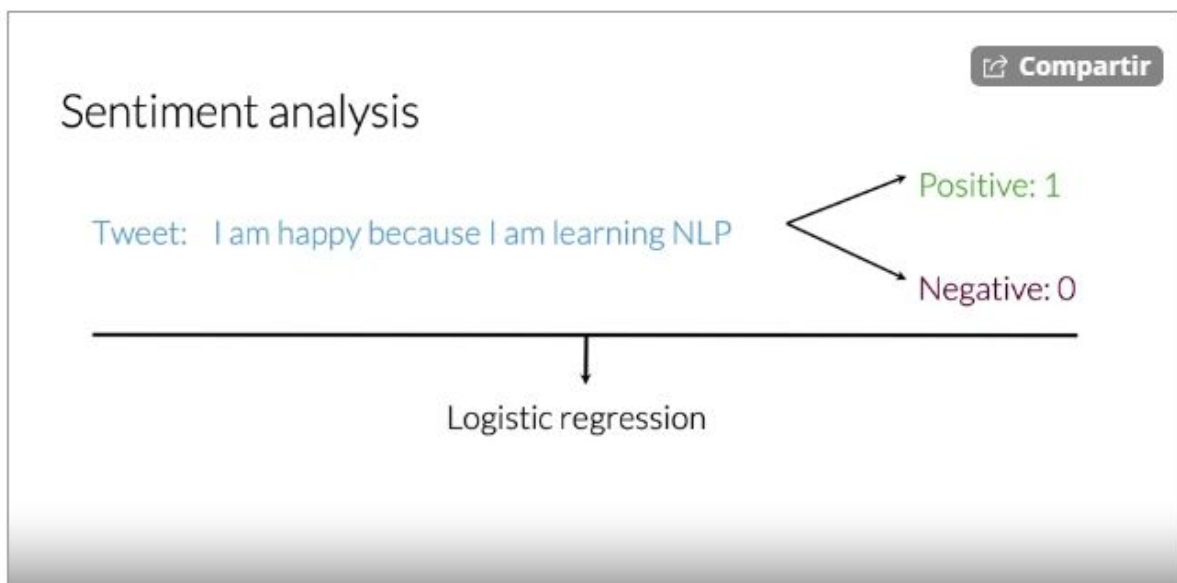 Compartir
Sentiment analysis
Positive: 1
Tweet: I am happy because I am learning NLP
Negative: 0
Logistic regression